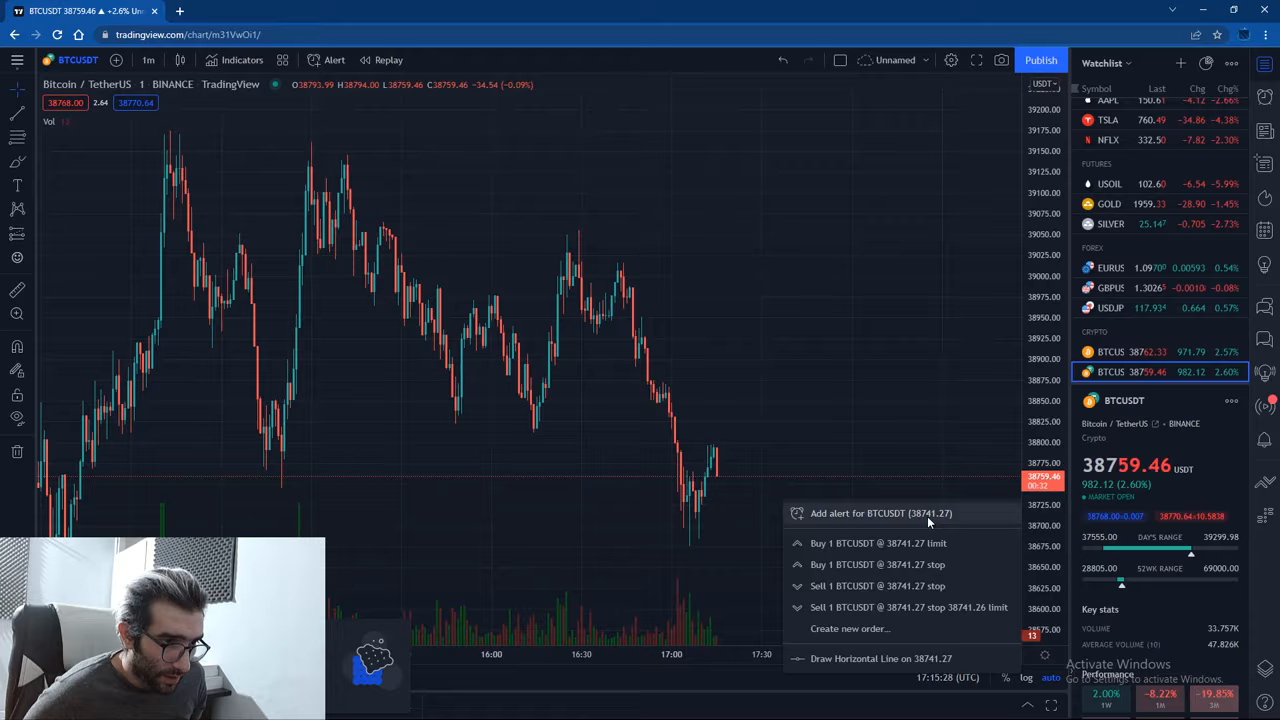 BTCUSDT 38759.46 ▲ +2.6% Unn
tradingview.com/chart/m31VwOi1/
BTCUSDT
1m
Indicators
Alert
Replay
Unnamed
Publish
Bitcoin / TetherUS · 1 · BINANCE · TradingView
O38793.99 H38794.00 L38759.46 C38759.46 −34.54 (−0.09%)
38768.00 2.64 38770.64
Vol 13
USDT
39200.00
39175.00
39150.00
39125.00
39100.00
39075.00
39050.00
39025.00
39000.00
38975.00
38950.00
38925.00
38900.00
38875.00
38850.00
38825.00
38800.00
38775.00
38759.46
00:32
38725.00
38700.00
38675.00
38650.00
38625.00
38600.00
38575.00
13
Add alert for BTCUSDT (38741.27)
Buy 1 BTCUSDT @ 38741.27 limit
Buy 1 BTCUSDT @ 38741.27 stop
Sell 1 BTCUSDT @ 38741.27 stop
Sell 1 BTCUSDT @ 38741.27 stop 38741.26 limit
Create new order...
Draw Horizontal Line on 38741.27
16:00 16:30 17:00 17:30
17:15:28 (UTC) % log auto
Watchlist
Symbol Last Chg Chg%
AAPL 150.61 -4.12 -2.66%
TSLA 760.49 -34.86 -4.38%
NFLX 332.50 -7.82 -2.30%
FUTURES
USOIL 102.60 -6.54 -5.99%
GOLD 1959.33 -28.90 -1.45%
SILVER 25.147 -0.705 -2.73%
FOREX
EURUS 1.09700 0.00593 0.54%
GBPUS 1.30265 -0.0010 -0.08%
USDJP 117.934 0.664 0.57%
CRYPTO
BTCUS 38762.33 971.79 2.57%
BTCUS 38759.46 982.12 2.60%
BTCUSDT
Bitcoin / TetherUS · BINANCE
Crypto
38759.46 USDT
982.12 (2.60%)
MARKET OPEN
38768.00×0.007 38770.64×10.5838
37555.00 DAY'S RANGE 39299.98
28805.00 52WK RANGE 69000.00
Key stats
VOLUME 33.757K
AVERAGE VOLUME (10) 47.826K
Performance
2.00% -8.22% -19.85%
1W 1M 3M
Activate Windows
Go to Settings to activate Windows.